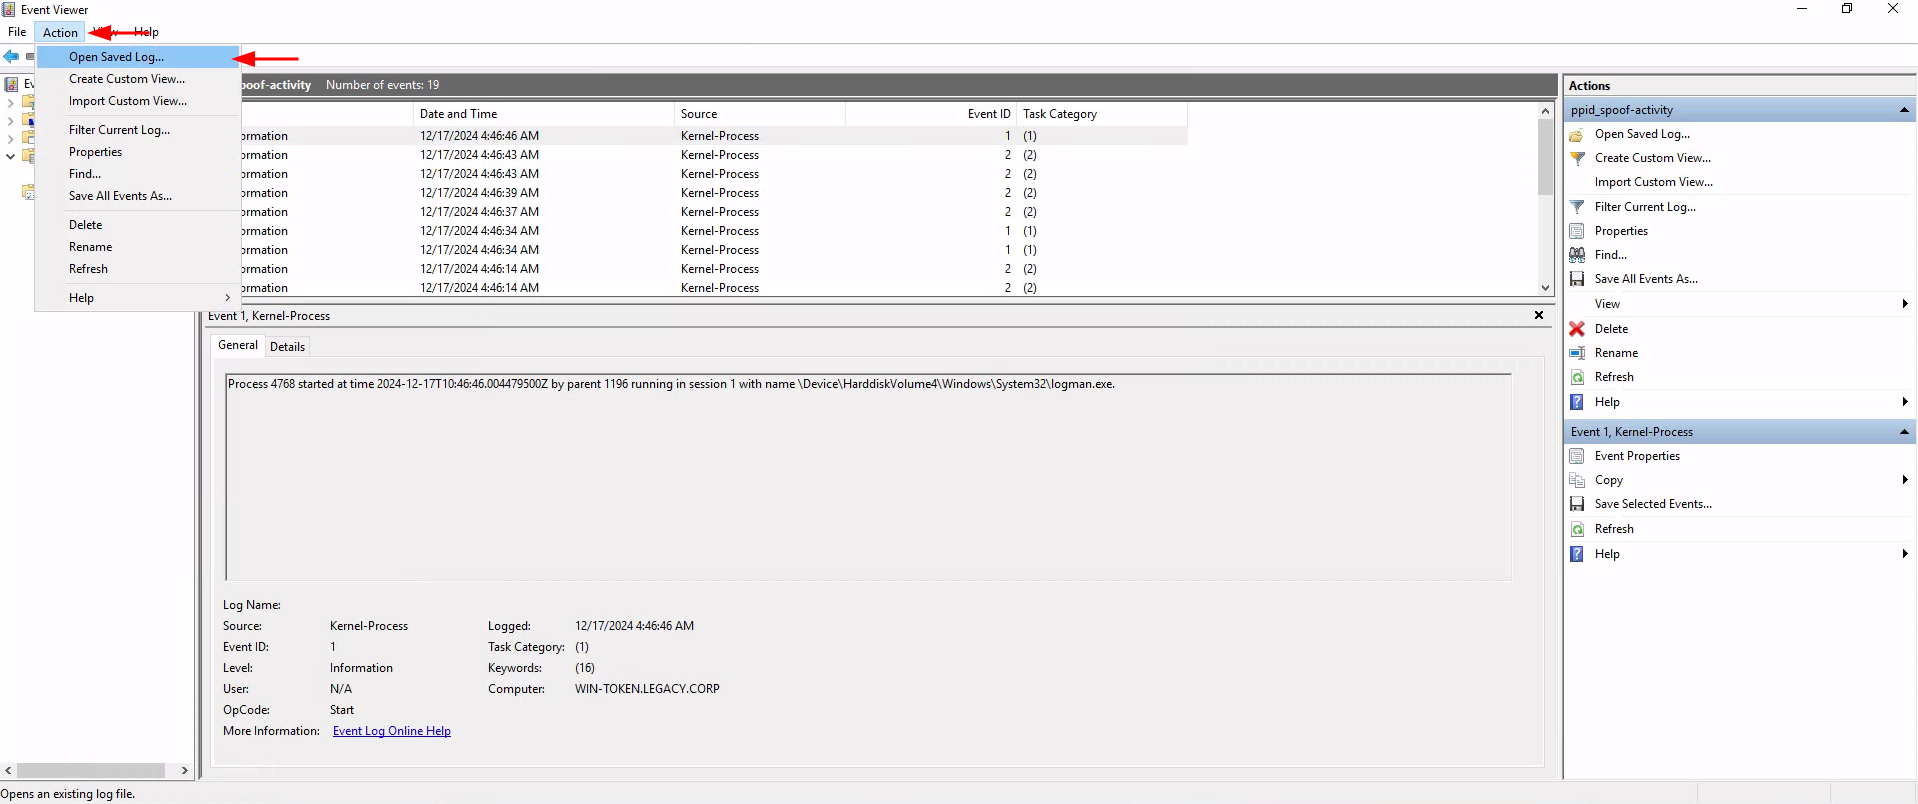 Event Viewer
File Action Help
Open Saved Log...
Create Custom View...
Import Custom View...
Filter Current Log...
Properties
Find...
Save All Events As...
Delete
Rename
Refresh
Help
poof-activity Number of events: 19
Date and Time Source Event ID Task Category
ormation 12/17/2024 4:46:46 AM Kernel-Process 1 (1)
ormation 12/17/2024 4:46:43 AM Kernel-Process 2 (2)
ormation 12/17/2024 4:46:43 AM Kernel-Process 2 (2)
ormation 12/17/2024 4:46:39 AM Kernel-Process 2 (2)
ormation 12/17/2024 4:46:37 AM Kernel-Process 2 (2)
ormation 12/17/2024 4:46:34 AM Kernel-Process 1 (1)
ormation 12/17/2024 4:46:34 AM Kernel-Process 1 (1)
ormation 12/17/2024 4:46:14 AM Kernel-Process 2 (2)
ormation 12/17/2024 4:46:14 AM Kernel-Process 2 (2)
Event 1, Kernel-Process
General Details
Process 4768 started at time 2024-12-17T10:46:46.004479500Z by parent 1196 running in session 1 with name \Device\HarddiskVolume4\Windows\System32\logman.exe.
Log Name:
Source: Kernel-Process Logged: 12/17/2024 4:46:46 AM
Event ID: 1 Task Category: (1)
Level: Information Keywords: (16)
User: N/A Computer: WIN-TOKEN.LEGACY.CORP
OpCode: Start
More Information: Event Log Online Help
Actions
ppid_spoof-activity
Open Saved Log...
Create Custom View...
Import Custom View...
Filter Current Log...
Properties
Find...
Save All Events As...
View
Delete
Rename
Refresh
Help
Event 1, Kernel-Process
Event Properties
Copy
Save Selected Events...
Refresh
Help
Opens an existing log file.